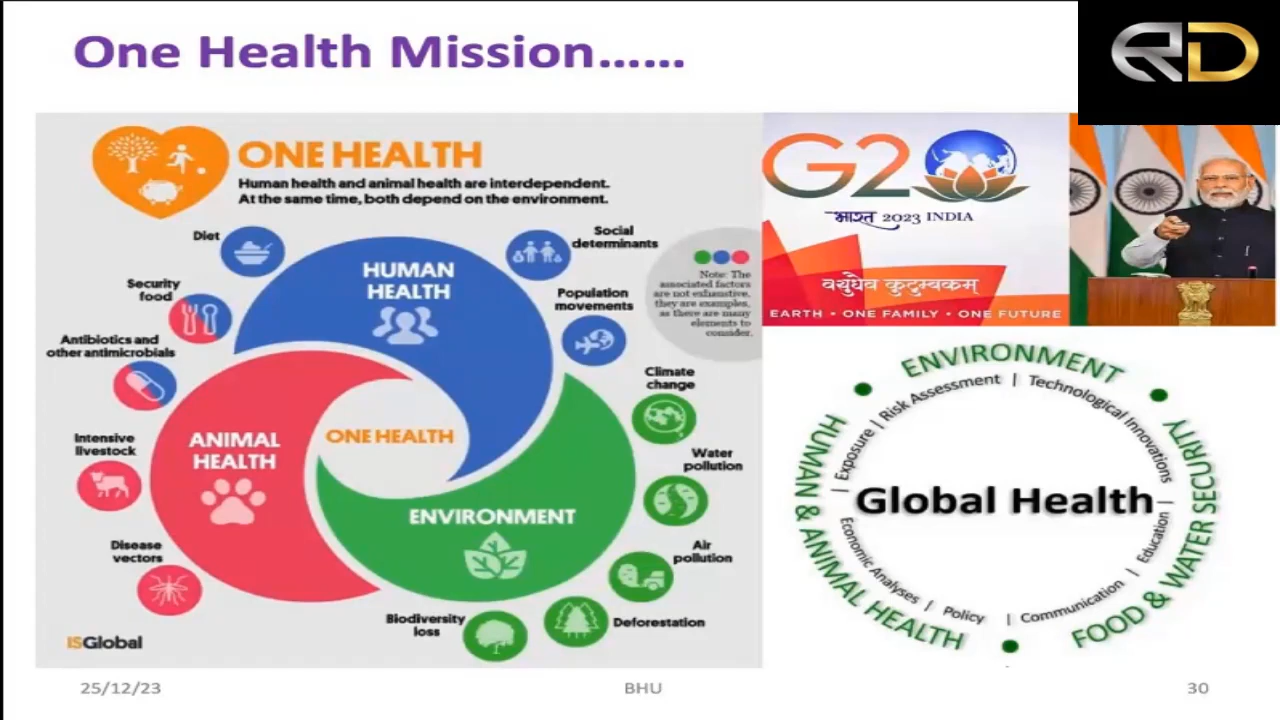 One Health Mission......
RD
ONE HEALTH
Human health and animal health are interdependent.
At the same time, both depend on the environment.
Diet
Security
food
Antibiotics and
other antimicrobials
Intensive
livestock
Disease
vectors
HUMAN
HEALTH
ANIMAL
HEALTH
ONE HEALTH
ENVIRONMENT
Social
determinants
Population
movements
Note: The
associated factors
are not exhaustive,
they are examples,
as there are many
elements to
consider.
Climate
change
Water
pollution
Air
pollution
Deforestation
Biodiversity
loss
ISGlobal
G20
भारत 2023 INDIA
वसुधैव कुटुम्बकम्
EARTH • ONE FAMILY • ONE FUTURE
ENVIRONMENT
HUMAN & ANIMAL HEALTH
FOOD & WATER SECURITY
| Exposure | Risk Assessment | Technological Innovations
| Education | Communication | Policy | Economic Analyses
Global Health
25/12/23
BHU
30